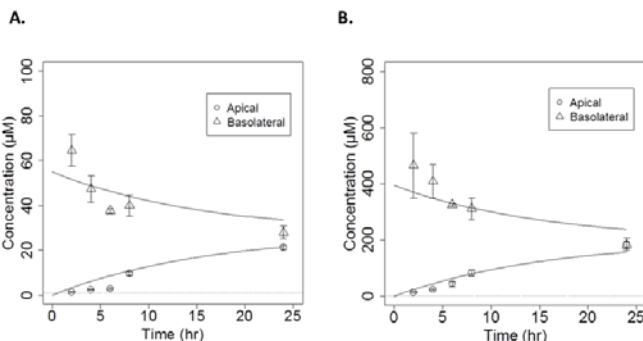 A.
B.
100
80
60
40
20
0
Concentration (µM)
Apical
Basolateral
0 5 10 15 20 25
Time (hr)
800
600
400
200
0
Concentration (µM)
Apical
Basolateral
0 5 10 15 20 25
Time (hr)